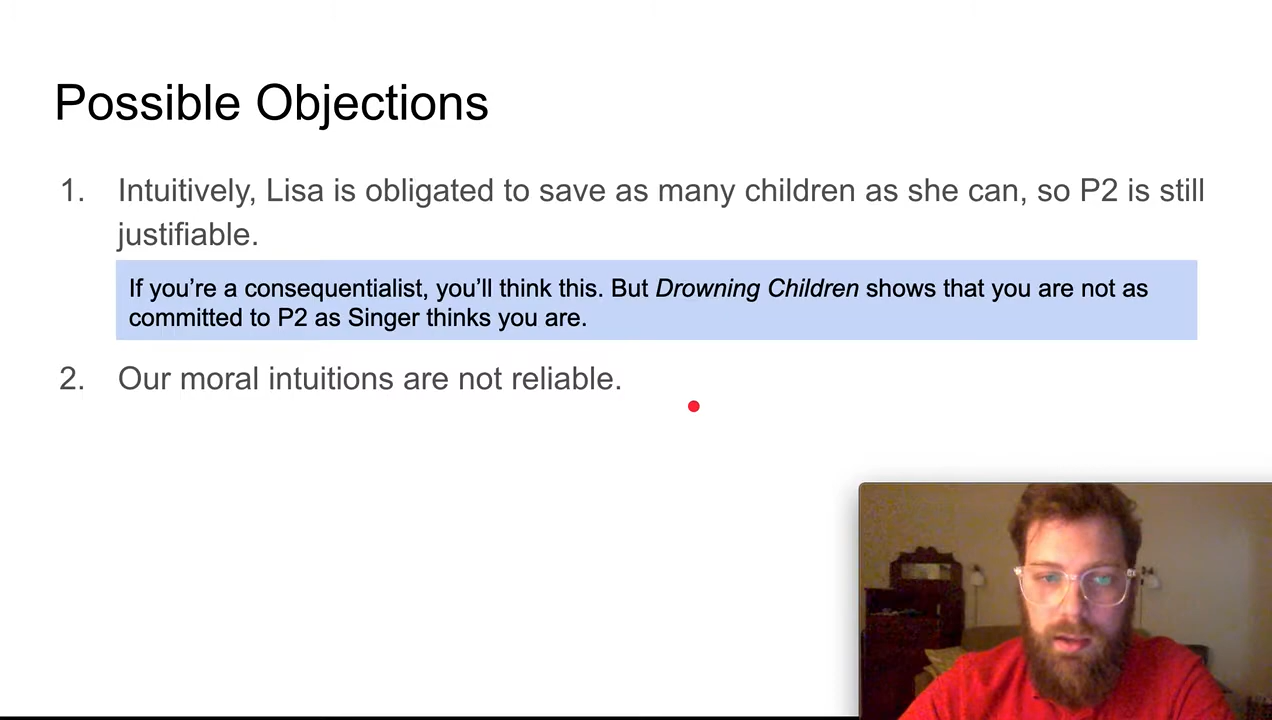 Possible Objections
1. Intuitively, Lisa is obligated to save as many children as she can, so P2 is still
justifiable.
If you’re a consequentialist, you’ll think this. But Drowning Children shows that you are not as
committed to P2 as Singer thinks you are.
2. Our moral intuitions are not reliable.